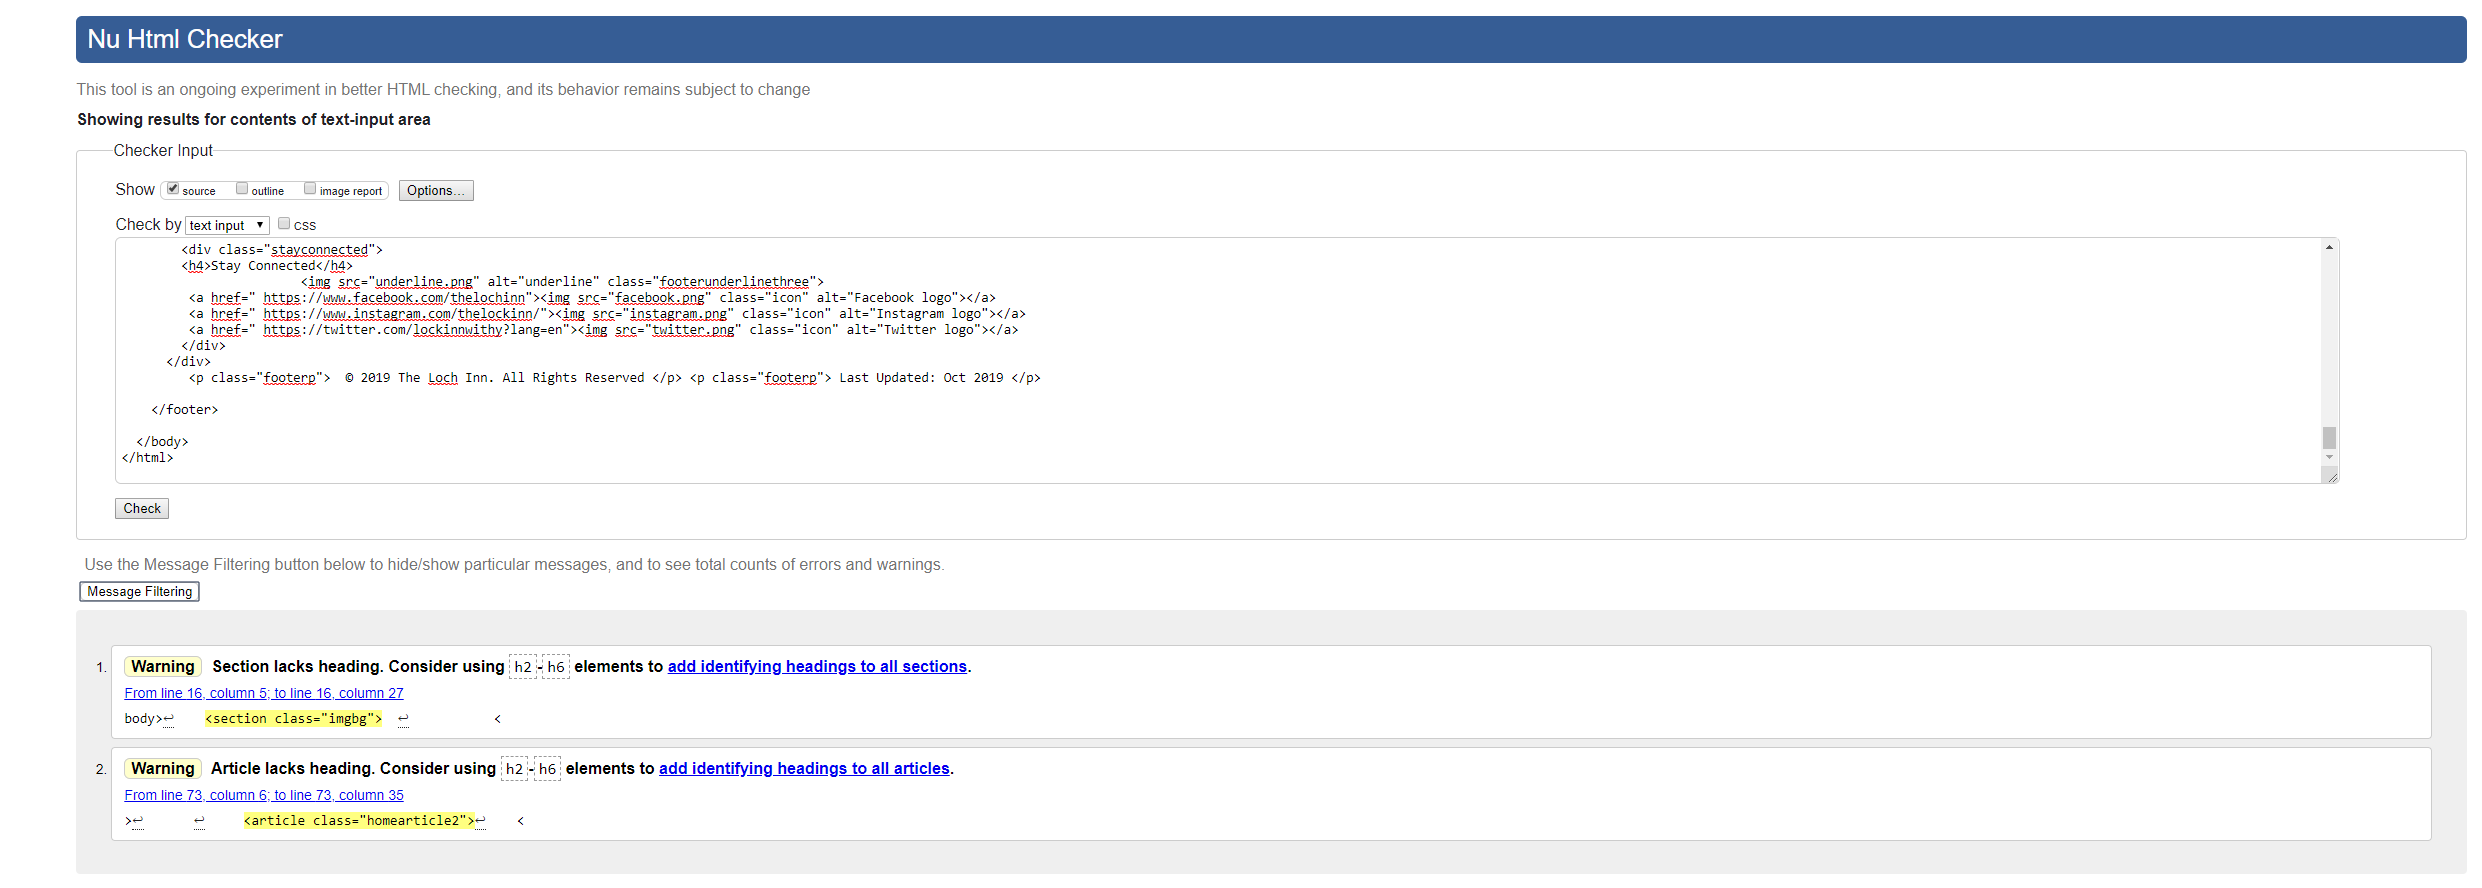 Nu Html Checker
This tool is an ongoing experiment in better HTML checking, and its behavior remains subject to change
Showing results for contents of text-input area
Checker Input
Show source outline image report Options...
Check by text input css
<div class="stayconnected">
<h4>Stay Connected</h4>
<img src="underline.png" alt="underline" class="footerunderlinethree">
<a href=" https://www.facebook.com/thelochinn"><img src="facebook.png" class="icon" alt="Facebook logo"></a>
<a href=" https://www.instagram.com/thelockinn/"><img src="instagram.png" class="icon" alt="Instagram logo"></a>
<a href=" https://twitter.com/lockinnwithy?lang=en"><img src="twitter.png" class="icon" alt="Twitter logo"></a>
</div>
</div>
<p class="footerp">  © 2019 The Loch Inn. All Rights Reserved </p> <p class="footerp"> Last Updated: Oct 2019 </p>
</footer>
</body>
</html>
Check
Use the Message Filtering button below to hide/show particular messages, and to see total counts of errors and warnings.
Message Filtering
1. Warning Section lacks heading. Consider using h2-h6 elements to add identifying headings to all sections.
From line 16, column 5; to line 16, column 27
body>↩ <section class="imgbg"> ↩ <
2. Warning Article lacks heading. Consider using h2-h6 elements to add identifying headings to all articles.
From line 73, column 6; to line 73, column 35
>↩ ↩ <article class="homearticle2">↩ <